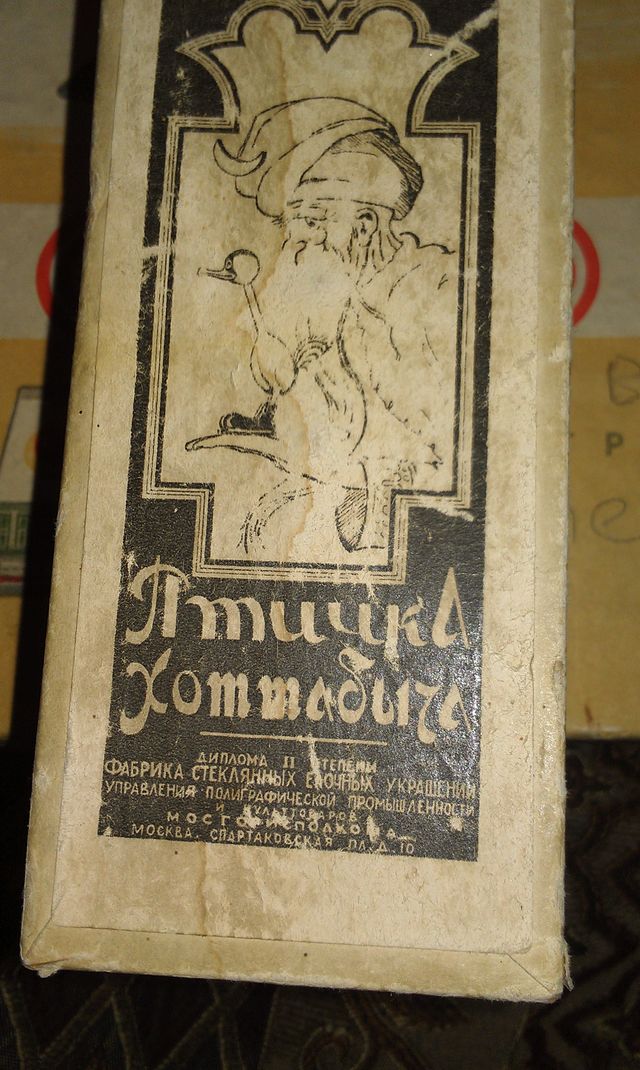 Птичка
Хоттабыча
ДИПЛОМА II СТЕПЕНИ
ФАБРИКА СТЕКЛЯННЫХ ЕЛОЧНЫХ УКРАШЕНИЙ
УПРАВЛЕНИЯ ПОЛИГРАФИЧЕСКОЙ ПРОМЫШЛЕННОСТИ
И КУЛЬТТОВАРОВ
МОСГОРИСПОЛКОМА
МОСКВА, СПАРТАКОВСКАЯ ПЛ. Д. 10